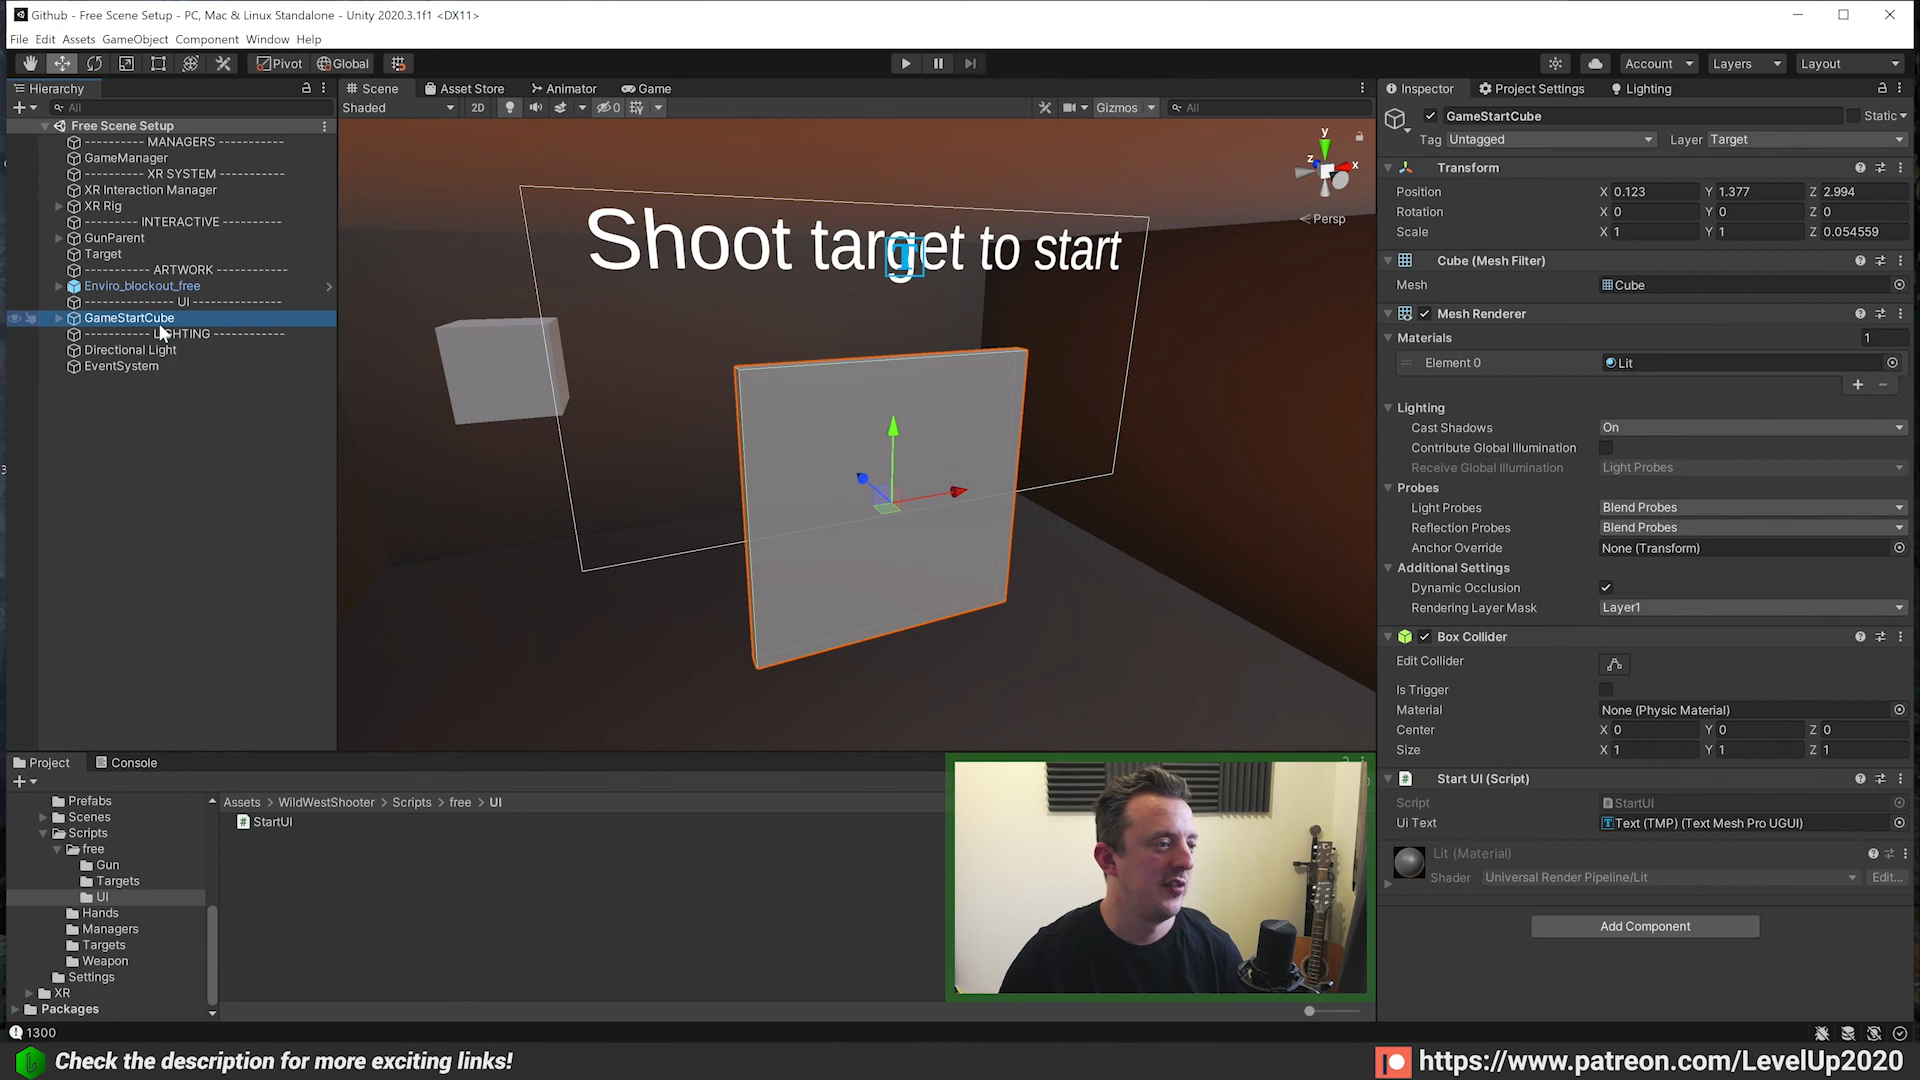 Github - Free Scene Setup - PC, Mac & Linux Standalone - Unity 2020.3.1f1 <DX11>
File Edit Assets GameObject Component Window Help
Pivot Global Account Layers Layout
Hierarchy
All
Free Scene Setup
----------- MANAGERS -----------
GameManager
----------- XR SYSTEM -----------
XR Interaction Manager
XR Rig
---------- INTERACTIVE ----------
GunParent
Target
----------- ARTWORK -----------
Enviro_blockout_free
--------------- UI ---------------
GameStartCube
----------- LIGHTING ------------
Directional Light
EventSystem
Scene Asset Store Animator Game
Shaded 2D 0 Gizmos All
y
z x
Persp
Shoot target to start
Inspector Project Settings Lighting
GameStartCube Static
Tag Untagged Layer Target
Transform
Position X 0.123 Y 1.377 Z 2.994
Rotation X 0 Y 0 Z 0
Scale X 1 Y 1 Z 0.054559
Cube (Mesh Filter)
Mesh Cube
Mesh Renderer
Materials 1
Element 0 Lit
Lighting
Cast Shadows On
Contribute Global Illumination
Receive Global Illumination Light Probes
Probes
Light Probes Blend Probes
Reflection Probes Blend Probes
Anchor Override None (Transform)
Additional Settings
Dynamic Occlusion
Rendering Layer Mask Layer1
Box Collider
Edit Collider
Is Trigger
Material None (Physic Material)
Center X 0 Y 0 Z 0
Size X 1 Y 1 Z 1
Start UI (Script)
Script StartUI
Ui Text Text (TMP) (Text Mesh Pro UGUI)
Lit (Material)
Shader Universal Render Pipeline/Lit Edit...
Add Component
Project Console
Prefabs
Scenes
Scripts
free
Gun
Targets
UI
Hands
Managers
Targets
Weapon
Settings
XR
Packages
Assets > WildWestShooter > Scripts > free > UI
StartUI
1300
Check the description for more exciting links!
https://www.patreon.com/LevelUp2020